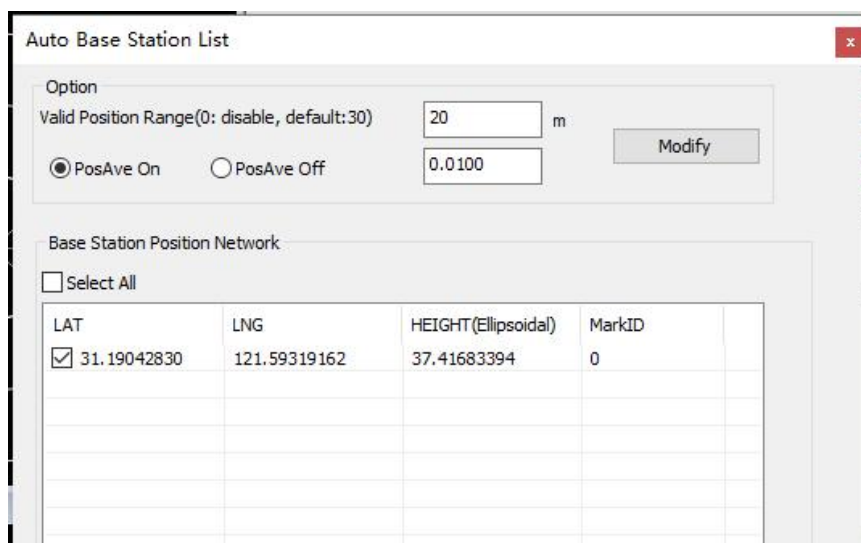 Auto Base Station List
x
Option
Valid Position Range(0: disable, default:30) 20 m
Modify
PosAve On PosAve Off 0.0100
Base Station Position Network
Select All
LAT LNG HEIGHT(Ellipsoidal) MarkID
31.19042830 121.59319162 37.41683394 0